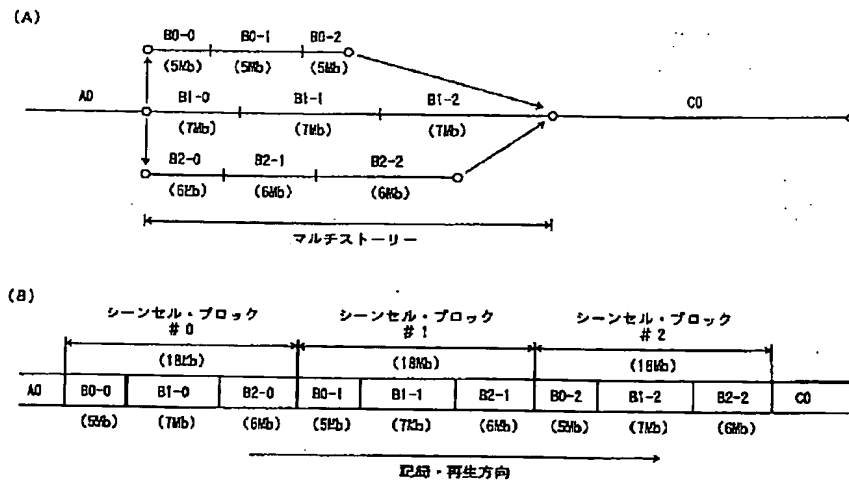 (A)
B0-0 B0-1 B0-2
(5Mb) (5Mb) (5Mb)
A0 B1-0 B1-1 B1-2 C0
(7Mb) (7Mb) (7Mb)
B2-0 B2-1 B2-2
(6Mb) (6Mb) (6Mb)
マルチストーリー
(B)
シーンセル・ブロック シーンセル・ブロック シーンセル・ブロック
#0 #1 #2
(18Mb) (18Mb) (18Mb)
A0 B0-0 B1-0 B2-0 B0-1 B1-1 B2-1 B0-2 B1-2 B2-2 C0
(5Mb) (7Mb) (6Mb) (5Mb) (7Mb) (6Mb) (5Mb) (7Mb) (6Mb)
記録・再生方向